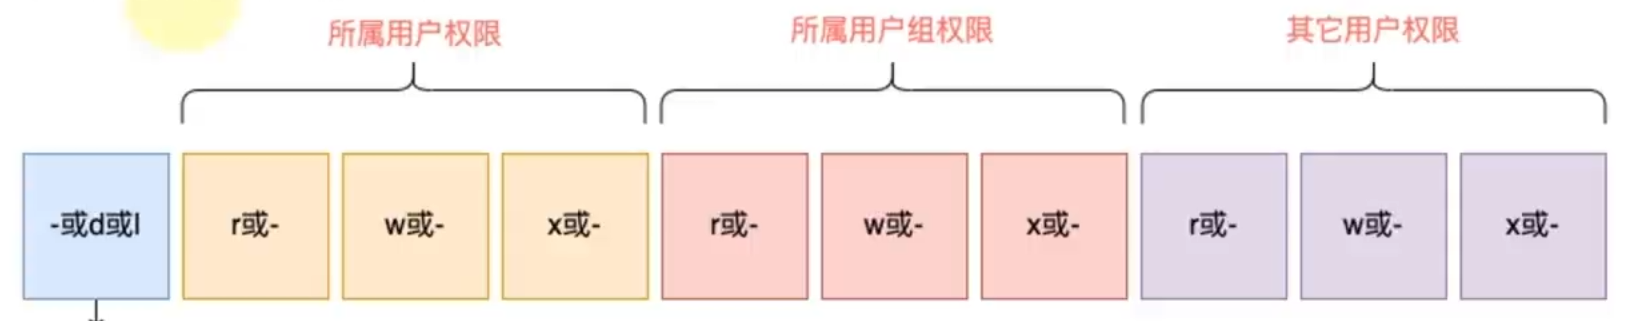 所属用户权限
所属用户组权限
其它用户权限
-或d或l
r或-
w或-
x或-
r或-
w或-
x或-
r或-
w或-
x或-